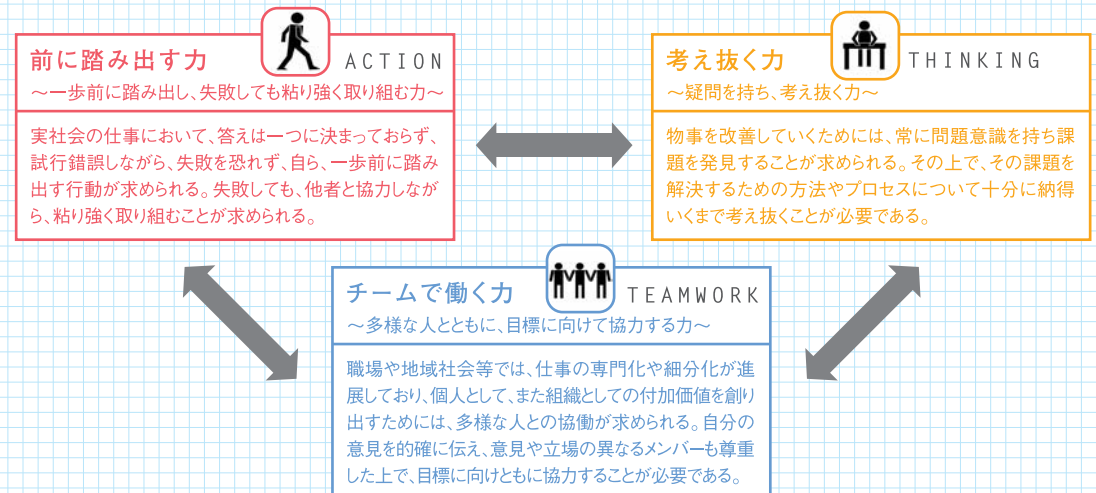 前に踏み出す力 ACTION
～一歩前に踏み出し、失敗しても粘り強く取り組む力～
実社会の仕事において、答えは一つに決まっておらず、
試行錯誤しながら、失敗を恐れず、自ら、一歩前に踏み
出す行動が求められる。失敗しても、他者と協力しなが
ら、粘り強く取り組むことが求められる。
考え抜く力 THINKING
～疑問を持ち、考え抜く力～
物事を改善していくためには、常に問題意識を持ち課
題を発見することが求められる。その上で、その課題を
解決するための方法やプロセスについて十分に納得
いくまで考え抜くことが必要である。
チームで働く力 TEAMWORK
～多様な人とともに、目標に向けて協力する力～
職場や地域社会等では、仕事の専門化や細分化が進
展しており、個人として、また組織としての付加価値を創り
出すためには、多様な人との協働が求められる。自分の
意見を的確に伝え、意見や立場の異なるメンバーも尊重
した上で、目標に向けともに協力することが必要である。